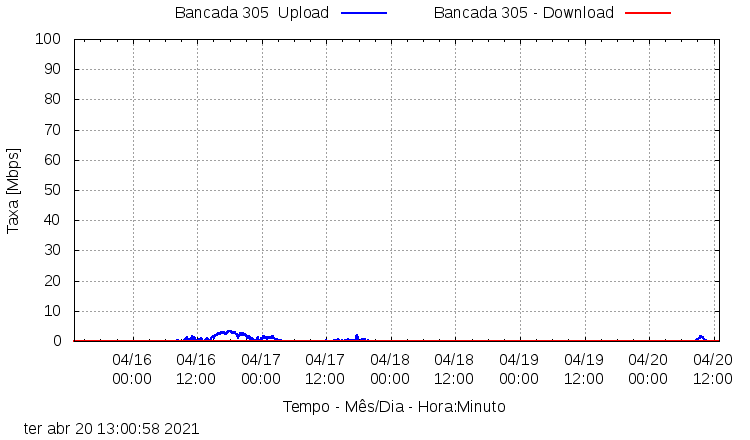 Bancada 305  Upload
Bancada 305 - Download
100
90
80
70
60
50
40
30
20
10
0
Taxa [Mbps]
04/16 04/16 04/17 04/17 04/18 04/18 04/19 04/19 04/20 04/20
00:00 12:00 00:00 12:00 00:00 12:00 00:00 12:00 00:00 12:00
Tempo - Mês/Dia - Hora:Minuto
ter abr 20 13:00:58 2021